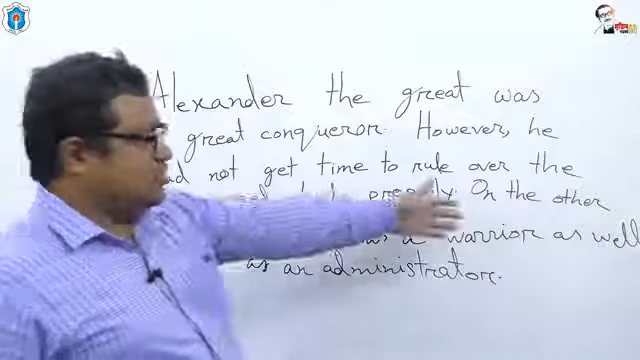 Alexander the great was
great conqueror. However, he
not get time to rule over the
On the other
a warrior as well
as an administrator.